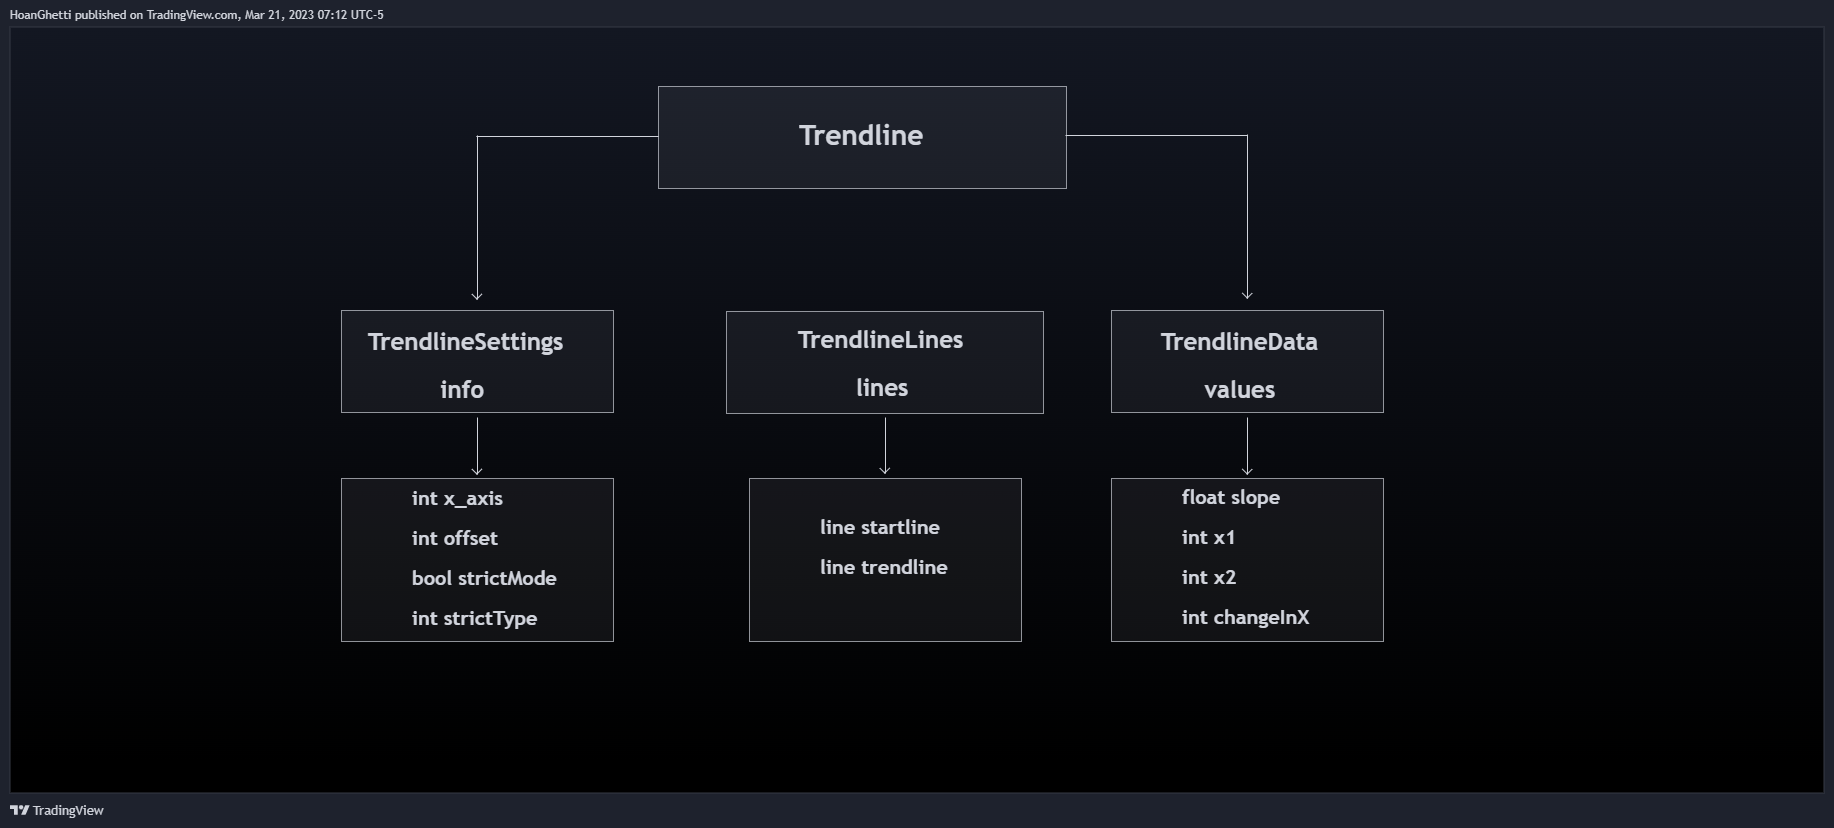 HoanGhetti published on TradingView.com, Mar 21, 2023 07:12 UTC-5
Trendline
TrendlineSettings
info
TrendlineLines
lines
TrendlineData
values
int x_axis
int offset
bool strictMode
int strictType
line startline
line trendline
float slope
int x1
int x2
int changeInX
TradingView